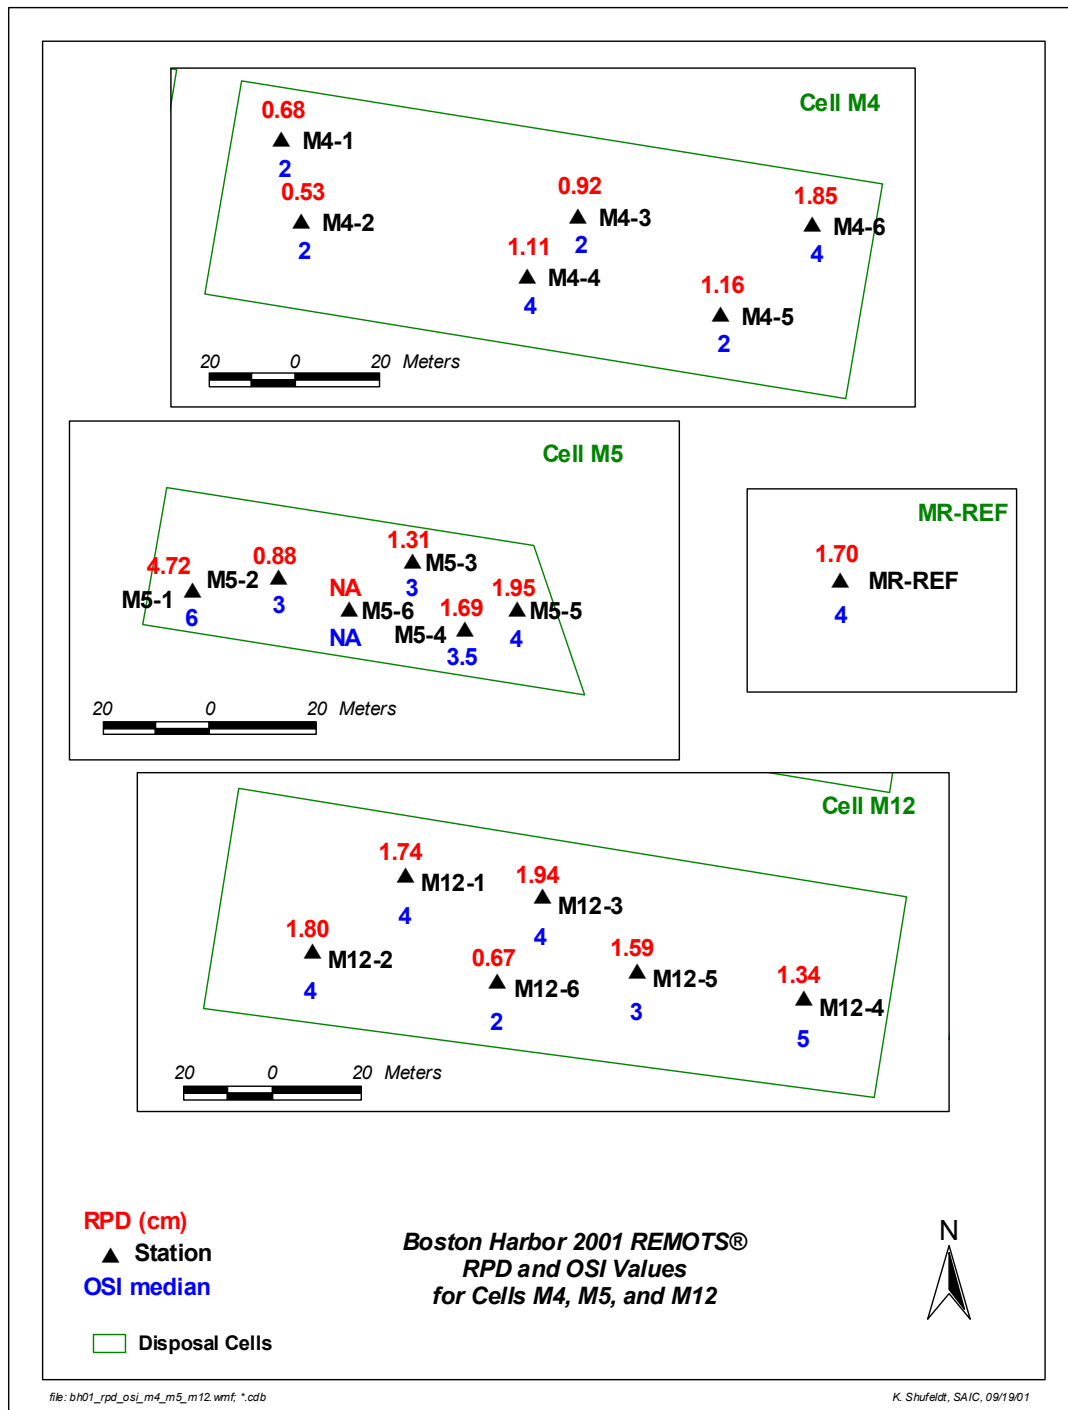 Cell M4
0.68
M4-1
2
0.53
M4-2
2
0.92
M4-3
2
1.11
M4-4
4
1.85
M4-6
4
1.16
M4-5
2
20 0 20 Meters
Cell M5
4.72
M5-1
6
0.88
M5-2
3
1.31
M5-3
3
NA
M5-6
NA
1.69
M5-4
3.5
1.95
M5-5
4
20 0 20 Meters
MR-REF
1.70
MR-REF
4
Cell M12
1.74
M12-1
4
1.94
M12-3
4
1.80
M12-2
4
0.67
M12-6
2
1.59
M12-5
3
1.34
M12-4
5
20 0 20 Meters
RPD (cm)
Station
OSI median
Disposal Cells
Boston Harbor 2001 REMOTS®
RPD and OSI Values
for Cells M4, M5, and M12
N
file: bh01_rpd_osi_m4_m5_m12.wmf; *.cdb
K. Shufeldt, SAIC, 09/19/01